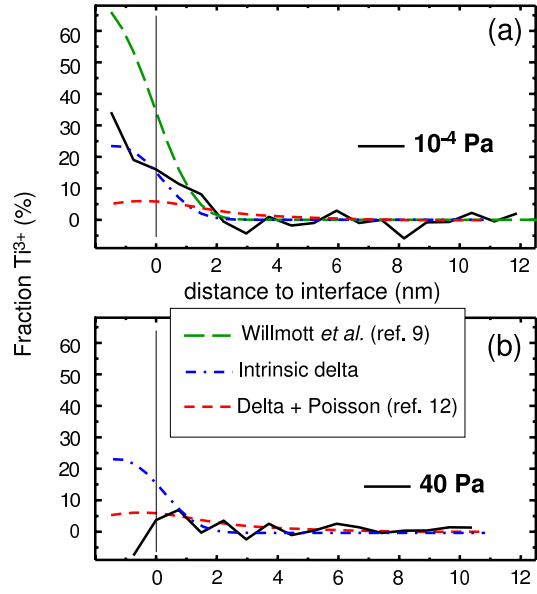 (a)
60
50
40
30
20
10
0
10⁻⁴ Pa
0 2 4 6 8 10 12
distance to interface (nm)
Fraction Ti³⁺ (%)
(b)
60
50
40
30
20
10
0
Willmott et al. (ref. 9)
Intrinsic delta
Delta + Poisson (ref. 12)
40 Pa
0 2 4 6 8 10 12